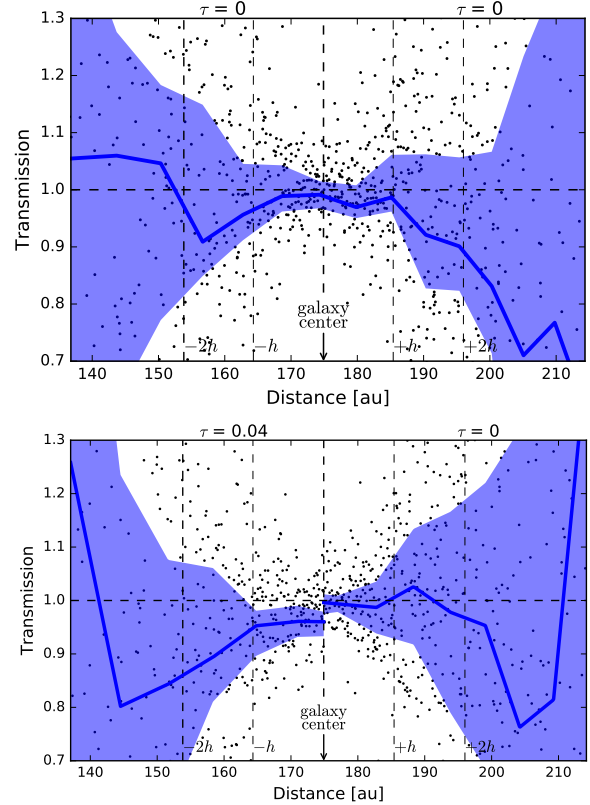 τ = 0 τ = 0
1.3
1.2
1.1
1.0
0.9
0.8
0.7
Transmission
galaxy
center
−2h −h +h +2h
140 150 160 170 180 190 200 210
Distance [au]
τ = 0.04 τ = 0
1.3
1.2
1.1
1.0
0.9
0.8
0.7
Transmission
galaxy
center
−2h −h +h +2h
140 150 160 170 180 190 200 210
Distance [au]